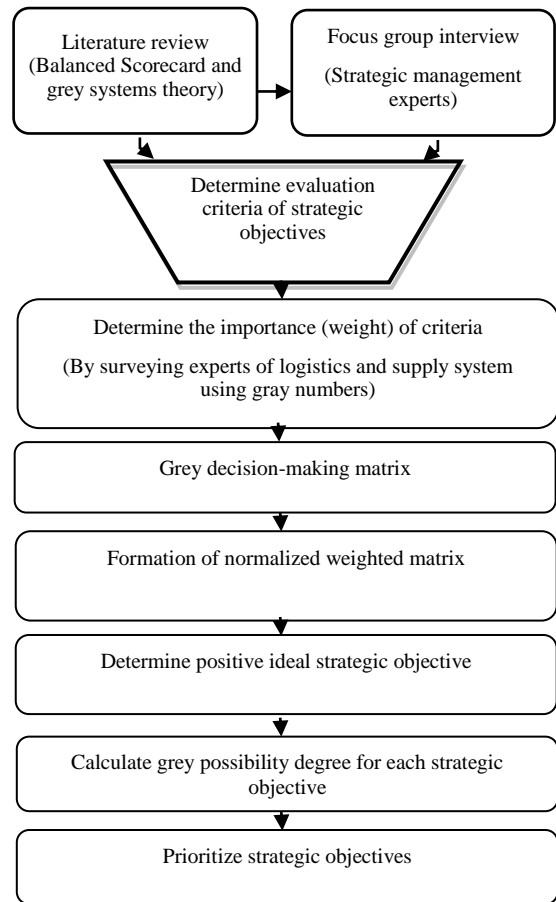 Literature review
(Balanced Scorecard and
grey systems theory)
Focus group interview
(Strategic management
experts)
Determine evaluation
criteria of strategic
objectives
Determine the importance (weight) of criteria
(By surveying experts of logistics and supply system
using gray numbers)
Grey decision-making matrix
Formation of normalized weighted matrix
Determine positive ideal strategic objective
Calculate grey possibility degree for each strategic
objective
Prioritize strategic objectives